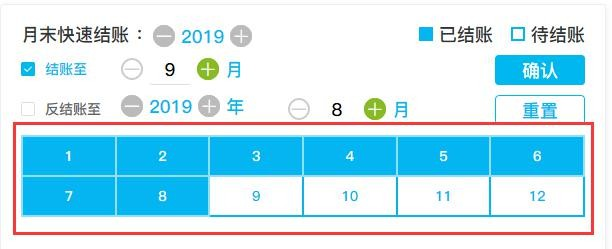 月末快速结账： 2019 已结账 待结账
结账至 9 月 确认
反结账至 2019 年 8 月 重置
1 2 3 4 5 6
7 8 9 10 11 12